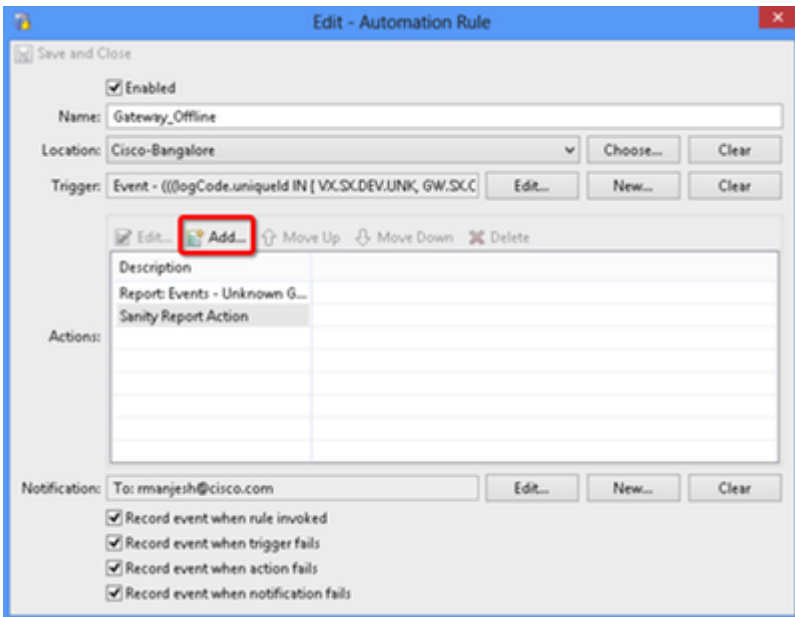 Edit - Automation Rule
Save and Close
Enabled
Name: Gateway_Offline
Location: Cisco-Bangalore Choose... Clear
Trigger: Event - (((logCode.uniqueId IN [ VX.SX.DEV.UNK, GW.SX.C Edit... New... Clear
Edit... Add... Move Up Move Down Delete
Description
Report: Events - Unknown G...
Sanity Report Action
Actions:
Notification: To: rmanjesh@cisco.com Edit... New... Clear
Record event when rule invoked
Record event when trigger fails
Record event when action fails
Record event when notification fails